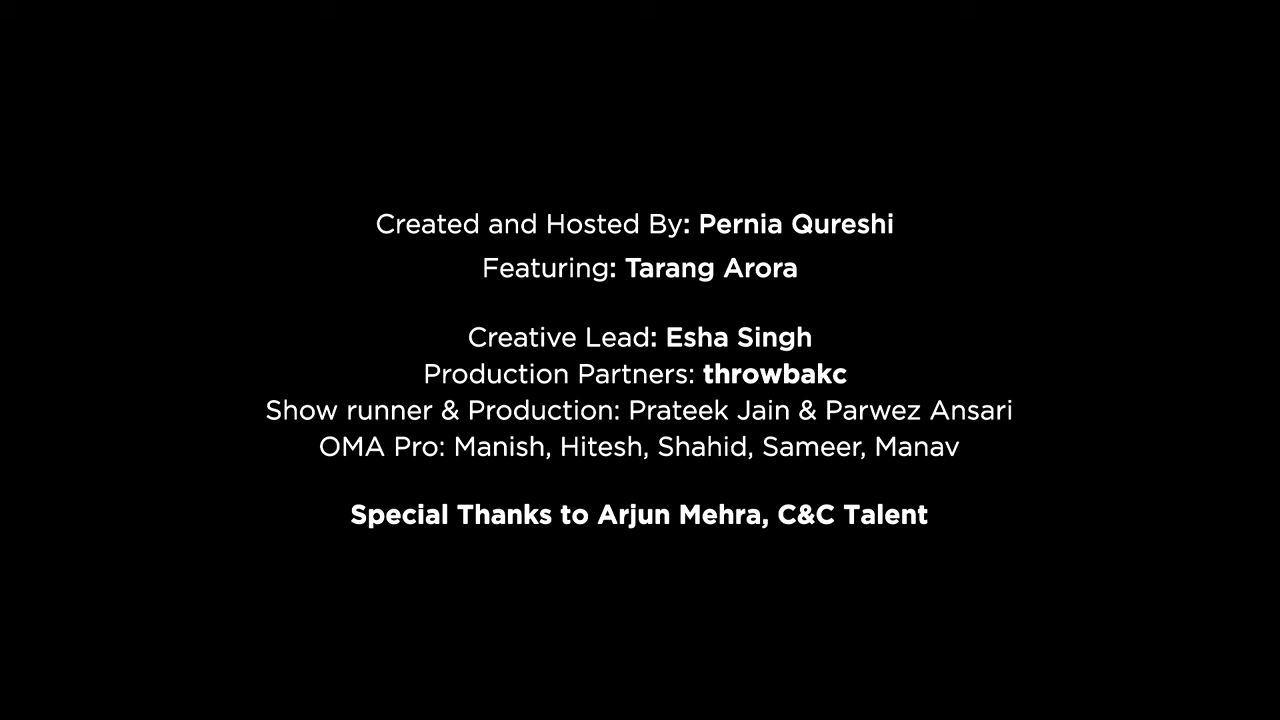 Created and Hosted By: Pernia Qureshi
Featuring: Tarang Arora
Creative Lead: Esha Singh
Production Partners: throwbakc
Show runner & Production: Prateek Jain & Parwez Ansari
OMA Pro: Manish, Hitesh, Shahid, Sameer, Manav
Special Thanks to Arjun Mehra, C&C Talent